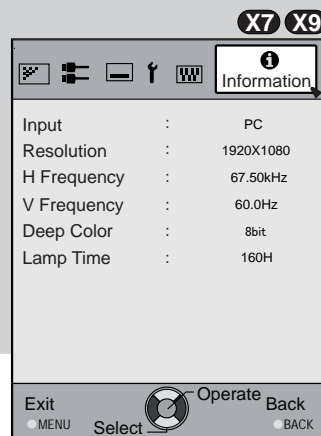 X7 X9
Information
Input : PC
Resolution : 1920X1080
H Frequency : 67.50kHz
V Frequency : 60.0Hz
Deep Color : 8bit
Lamp Time : 160H
Exit Operate Back
MENU Select BACK